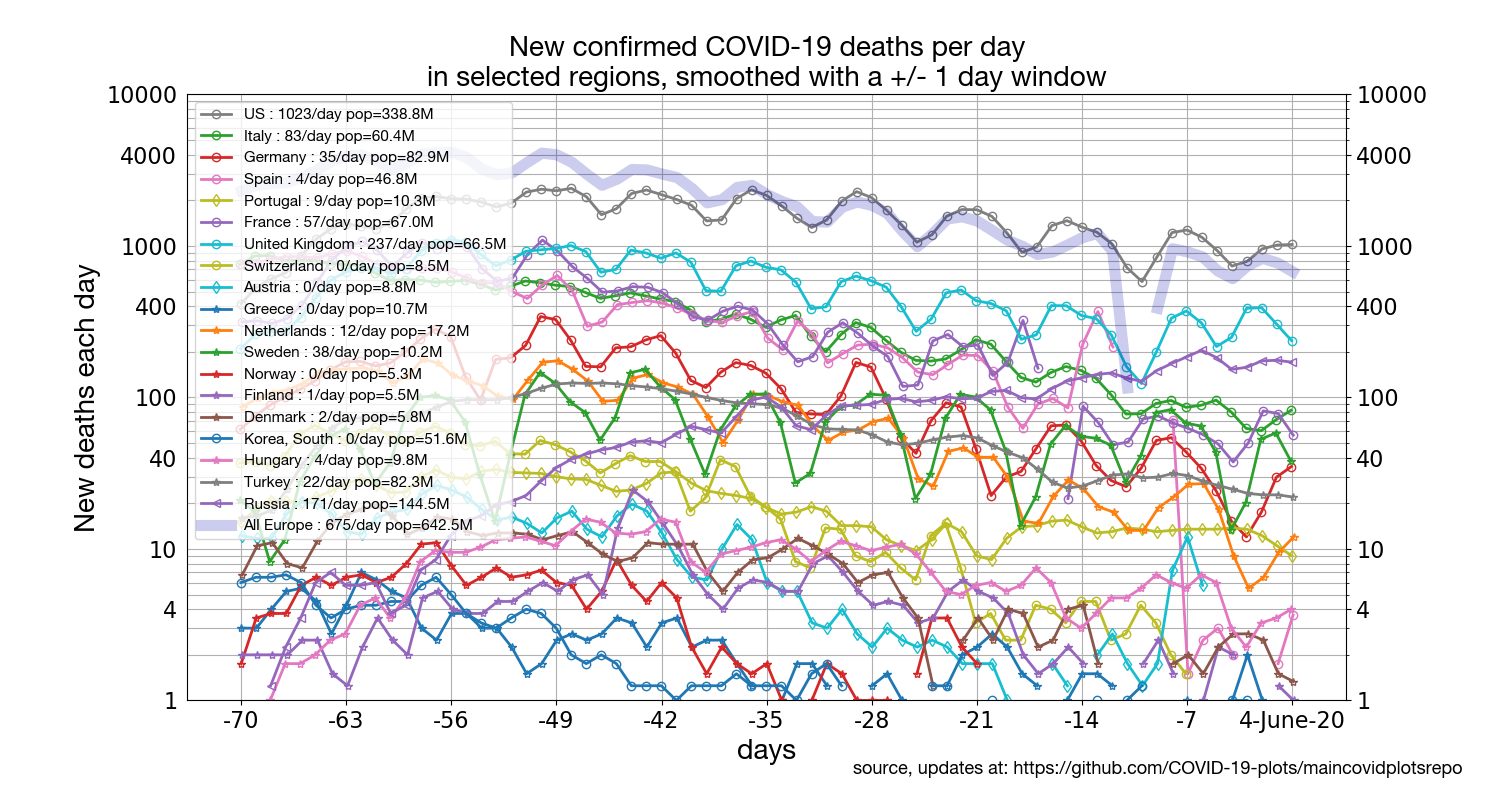 New confirmed COVID-19 deaths per day
in selected regions, smoothed with a +/- 1 day window
New deaths each day
10000
4000
1000
400
100
40
10
4
1
US : 1023/day pop=338.8M
Italy : 83/day pop=60.4M
Germany : 35/day pop=82.9M
Spain : 4/day pop=46.8M
Portugal : 9/day pop=10.3M
France : 57/day pop=67.0M
United Kingdom : 237/day pop=66.5M
Switzerland : 0/day pop=8.5M
Austria : 0/day pop=8.8M
Greece : 0/day pop=10.7M
Netherlands : 12/day pop=17.2M
Sweden : 38/day pop=10.2M
Norway : 0/day pop=5.3M
Finland : 1/day pop=5.5M
Denmark : 2/day pop=5.8M
Korea, South : 0/day pop=51.6M
Hungary : 4/day pop=9.8M
Turkey : 22/day pop=82.3M
Russia : 171/day pop=144.5M
All Europe : 675/day pop=642.5M
10000
4000
1000
400
100
40
10
4
1
-70 -63 -56 -49 -42 -35 -28 -21 -14 -7 4-June-20
days
source, updates at: https://github.com/COVID-19-plots/maincovidplotsrepo